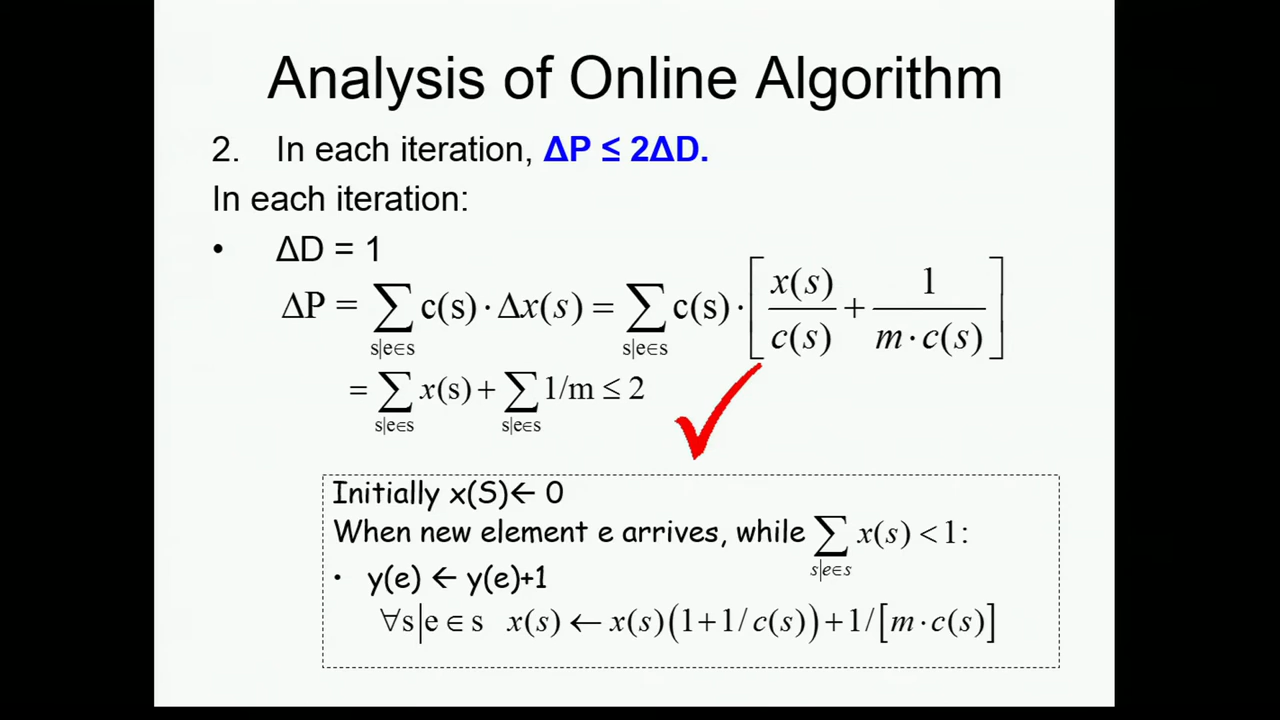 Analysis of Online Algorithm
2. In each iteration, ΔP ≤ 2ΔD.
In each iteration:
• ΔD = 1
ΔP = ∑_{s|e∈s} c(s) · Δx(s) = ∑_{s|e∈s} c(s) · [ x(s)/c(s) + 1/(m · c(s)) ]
= ∑_{s|e∈s} x(s) + ∑_{s|e∈s} 1/m ≤ 2
Initially x(S)← 0
When new element e arrives, while ∑_{s|e∈s} x(s) < 1:
• y(e) ← y(e)+1
∀s|e ∈ s x(s) ← x(s)(1+1/c(s))+1/[m · c(s)]